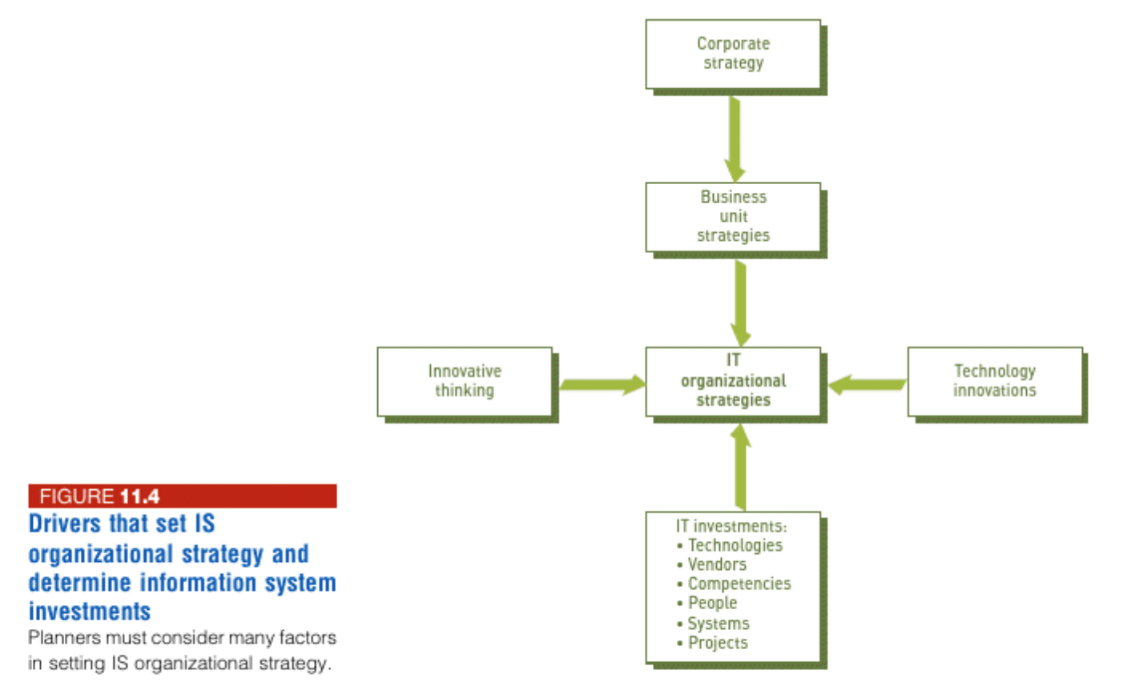 Corporate
strategy
Business
unit
strategies
Innovative
thinking
IT
organizational
strategies
Technology
innovations
IT investments:
▪ Technologies
▪ Vendors
▪ Competencies
▪ People
▪ Systems
▪ Projects
FIGURE 11.4
Drivers that set IS
organizational strategy and
determine information system
investments
Planners must consider many factors
in setting IS organizational strategy.